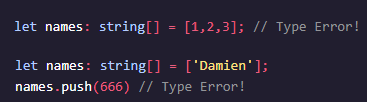 let names: string[] = [1,2,3]; // Type Error!
let names: string[] = ['Damien'];
names.push(666) // Type Error!